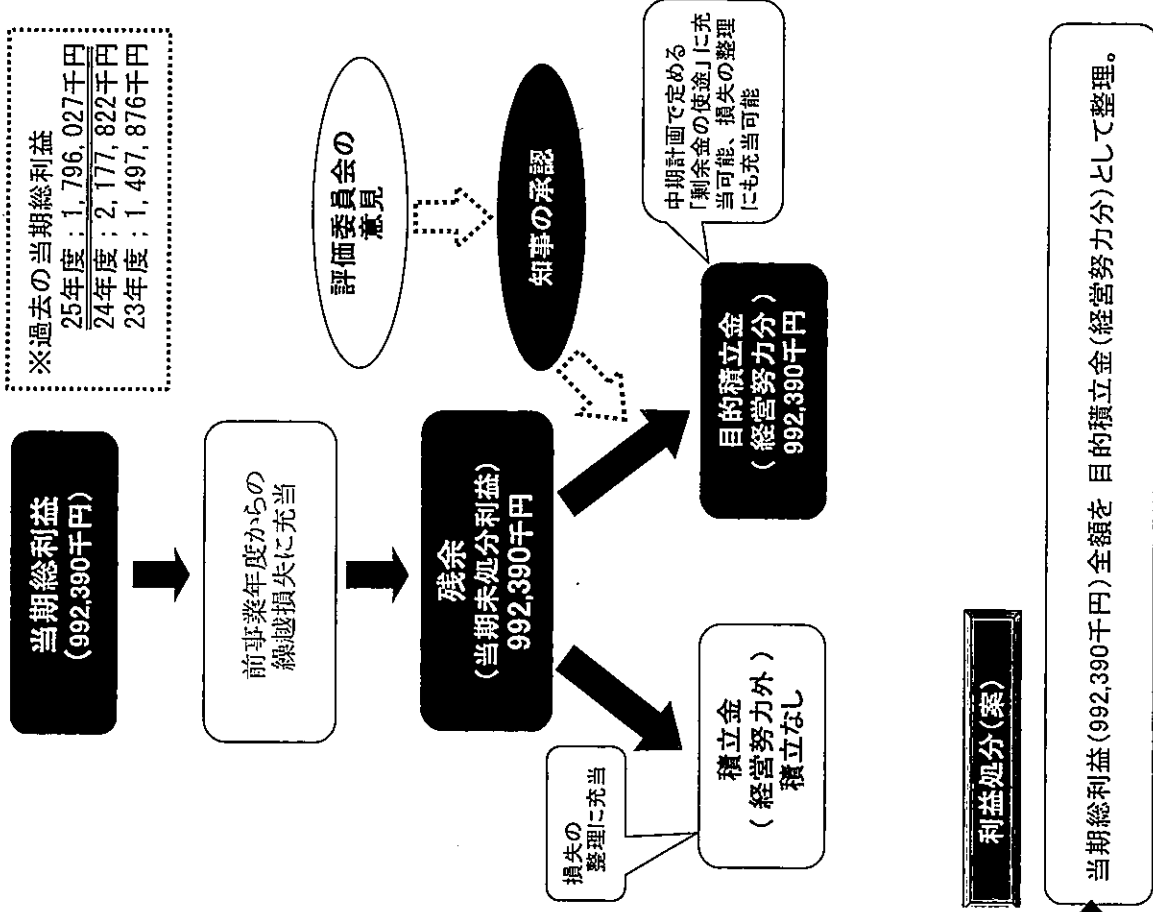 当期総利益
(992,390千円)
※過去の当期総利益
25年度；1,796,027千円
24年度；2,177,822千円
23年度；1,497,876千円
前事業年度からの
繰越損失に充当
残余
(当期未処分利益)
992,390千円
評価委員会の
意見
知事の承認
損失の
整理に充当
積立金
(経営努力外)
積立なし
目的積立金
(経営努力分)
992,390千円
中期計画で定める
「剰余金の使途」に充
当可能、損失の整理
にも充当可能
利益処分(案)
当期総利益(992,390千円)全額を 目的積立金(経営努力分)として整理。